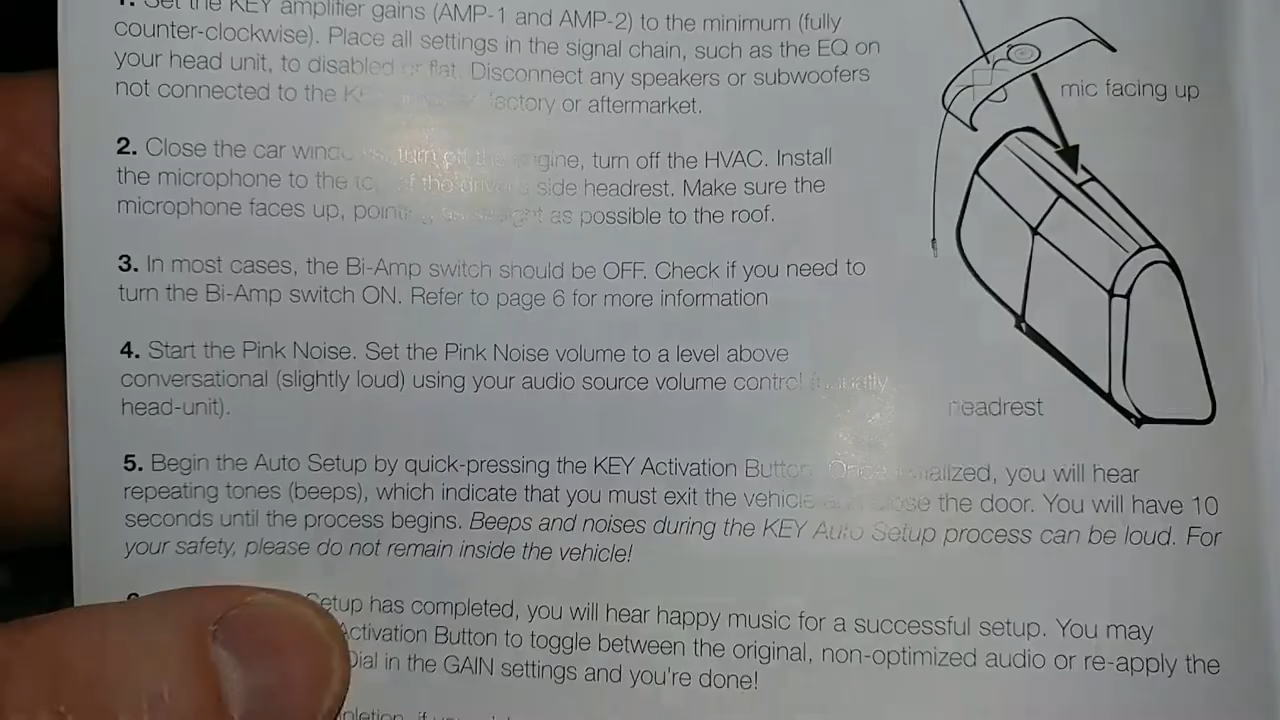 1. Set the KEY amplifier gains (AMP-1 and AMP-2) to the minimum (fully
counter-clockwise). Place all settings in the signal chain, such as the EQ on
your head unit, to disabled or flat. Disconnect any speakers or subwoofers
not connected to the factory or aftermarket.
mic facing up
2. Close the car turn off the engine, turn off the HVAC. Install
the microphone to the of the driver side headrest. Make sure the
microphone faces up, as possible to the roof.
3. In most cases, the Bi-Amp switch should be OFF. Check if you need to
turn the Bi-Amp switch ON. Refer to page 6 for more information
4. Start the Pink Noise. Set the Pink Noise volume to a level above
conversational (slightly loud) using your audio source volume control
head-unit).
headrest
5. Begin the Auto Setup by quick-pressing the KEY Activation Button you will hear
repeating tones (beeps), which indicate that you must exit the vehicle the door. You will have 10
seconds until the process begins. Beeps and noises during the KEY Auto Setup process can be loud. For
your safety, please do not remain inside the vehicle!
Setup has completed, you will hear happy music for a successful setup. You may
Activation Button to toggle between the original, non-optimized audio or re-apply the
Dial in the GAIN settings and you're done!